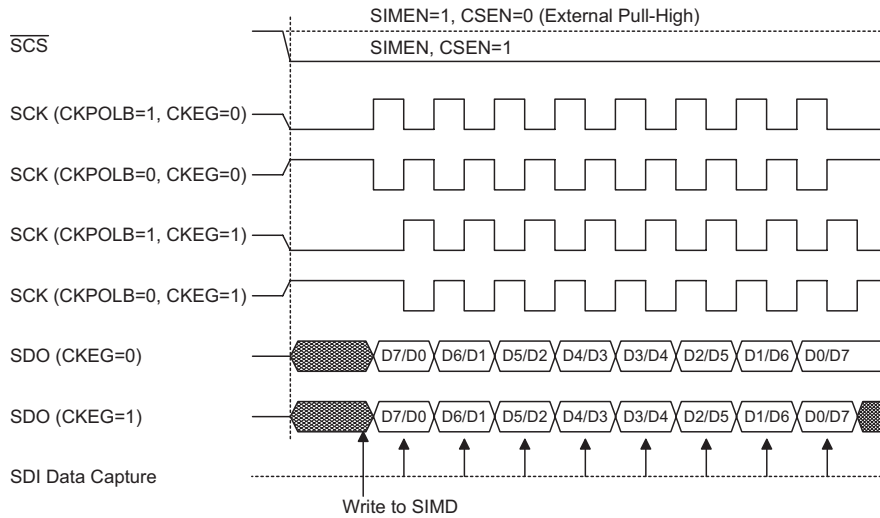 SIMEN=1, CSEN=0 (External Pull-High)
SCS
SIMEN, CSEN=1
SCK (CKPOLB=1, CKEG=0)
SCK (CKPOLB=0, CKEG=0)
SCK (CKPOLB=1, CKEG=1)
SCK (CKPOLB=0, CKEG=1)
SDO (CKEG=0) D7/D0 D6/D1 D5/D2 D4/D3 D3/D4 D2/D5 D1/D6 D0/D7
SDO (CKEG=1) D7/D0 D6/D1 D5/D2 D4/D3 D3/D4 D2/D5 D1/D6 D0/D7
SDI Data Capture
Write to SIMD